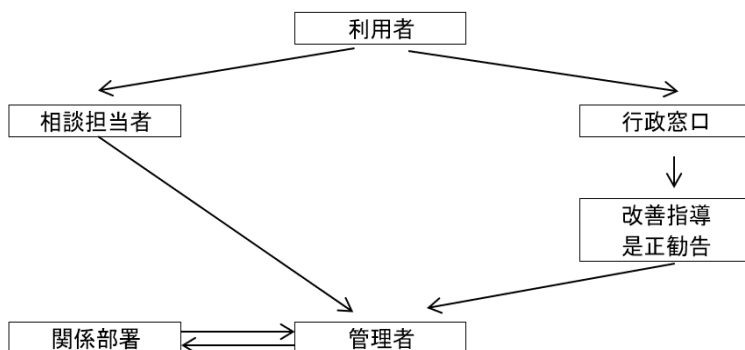 利用者
相談担当者
行政窓口
改善指導
是正勧告
関係部署
管理者